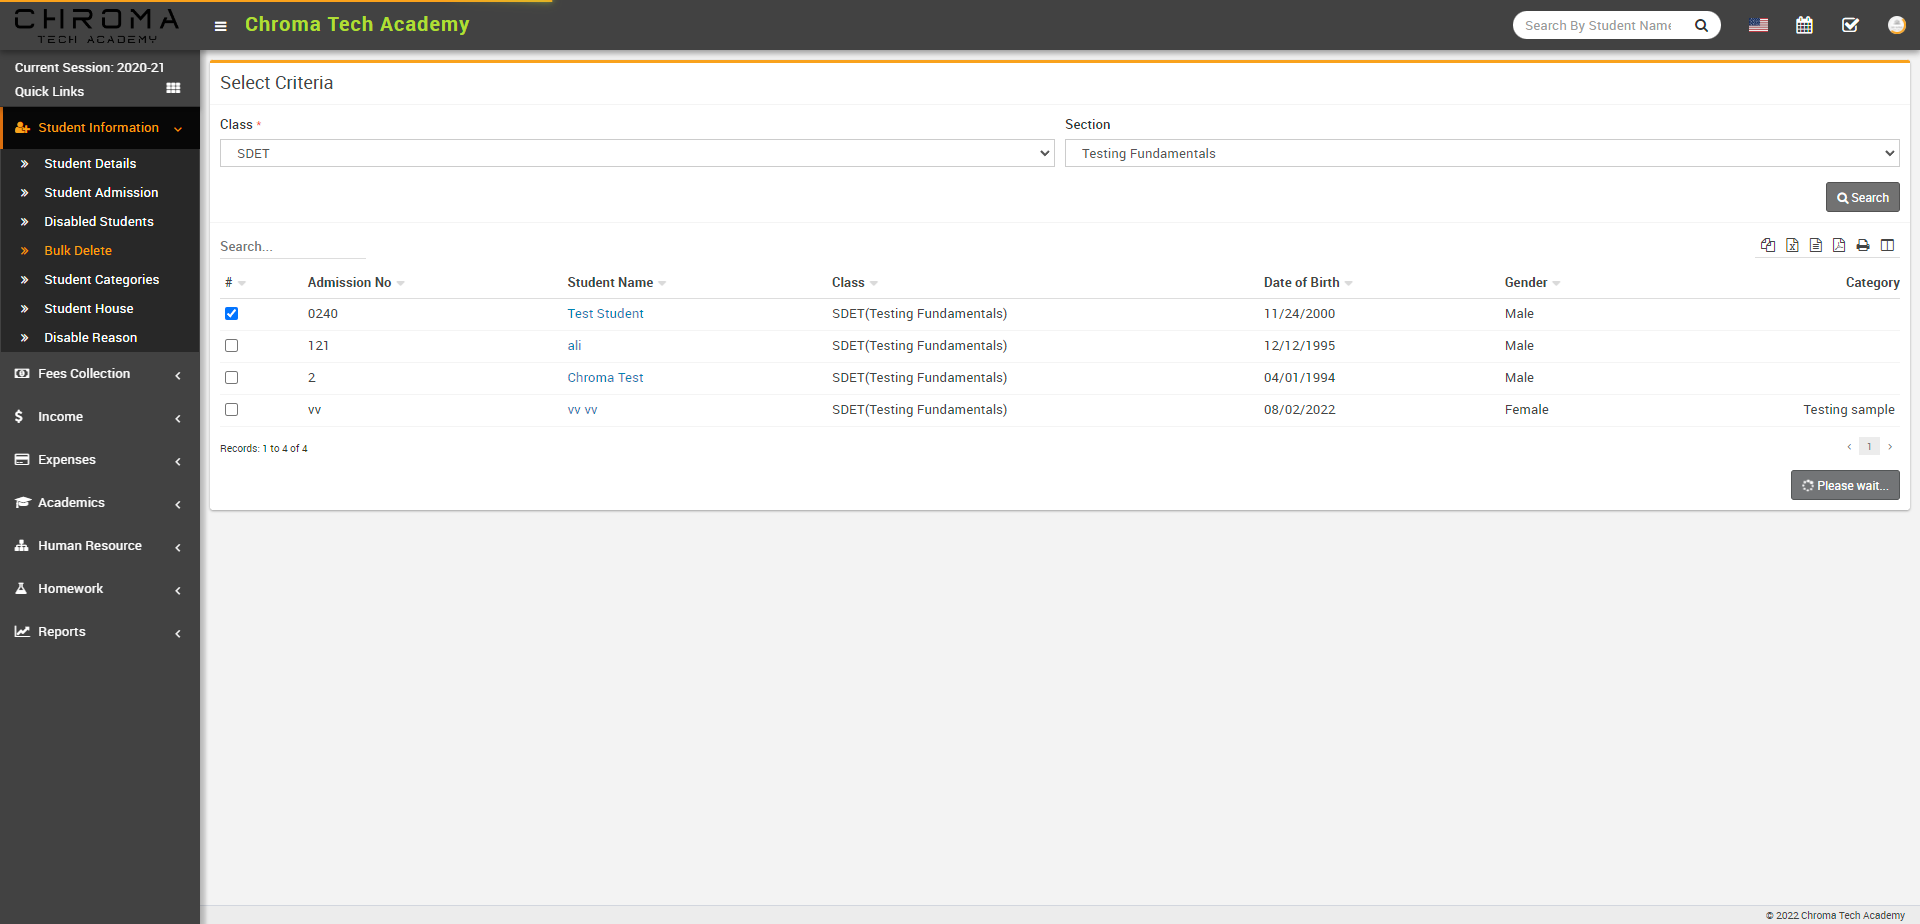 CHROMA
TECH ACADEMY
Chroma Tech Academy
Search By Student Name
Current Session: 2020-21
Quick Links
Student Information
Student Details
Student Admission
Disabled Students
Bulk Delete
Student Categories
Student House
Disable Reason
Fees Collection
Income
Expenses
Academics
Human Resource
Homework
Reports
Select Criteria
Class *
Section
SDET
Testing Fundamentals
Search
Search...
# Admission No Student Name Class Date of Birth Gender Category
0240 Test Student SDET(Testing Fundamentals) 11/24/2000 Male
121 ali SDET(Testing Fundamentals) 12/12/1995 Male
2 Chroma Test SDET(Testing Fundamentals) 04/01/1994 Male
vv vv vv SDET(Testing Fundamentals) 08/02/2022 Female Testing sample
Records: 1 to 4 of 4
1
Please wait...
© 2022 Chroma Tech Academy